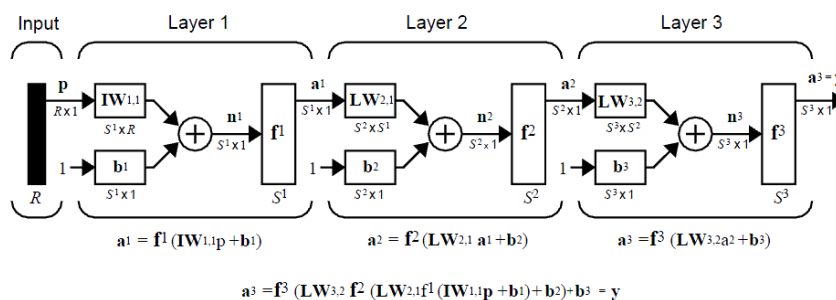 Input Layer 1 Layer 2 Layer 3
p a1 a2 a3 = y
IW1,1 LW2,1 LW3,2
R x 1 S1 x 1 S2 x 1 S3 x 1
S1 x R n1 S2 x S1 n2 S3 x S2 n3
+ f1 + f2 + f3
S1 x 1 S2 x 1 S3 x 1
1 b1 1 b2 1 b3
R S1 x 1 S1 S2 x 1 S2 S3 x 1 S3
a1 = f1 (IW1,1p +b1) a2 = f2 (LW2,1 a1 +b2) a3 =f3 (LW3,2a2 +b3)
a3 =f3 (LW3,2 f2 (LW2,1f1 (IW1,1p +b1)+b2)+b3 = y